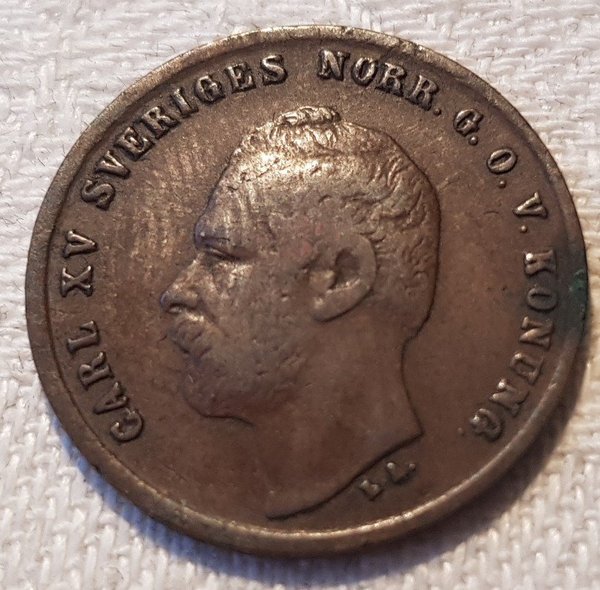 CARL XV SVERIGES NORR. G. O. V. KONUNG.
L. A.